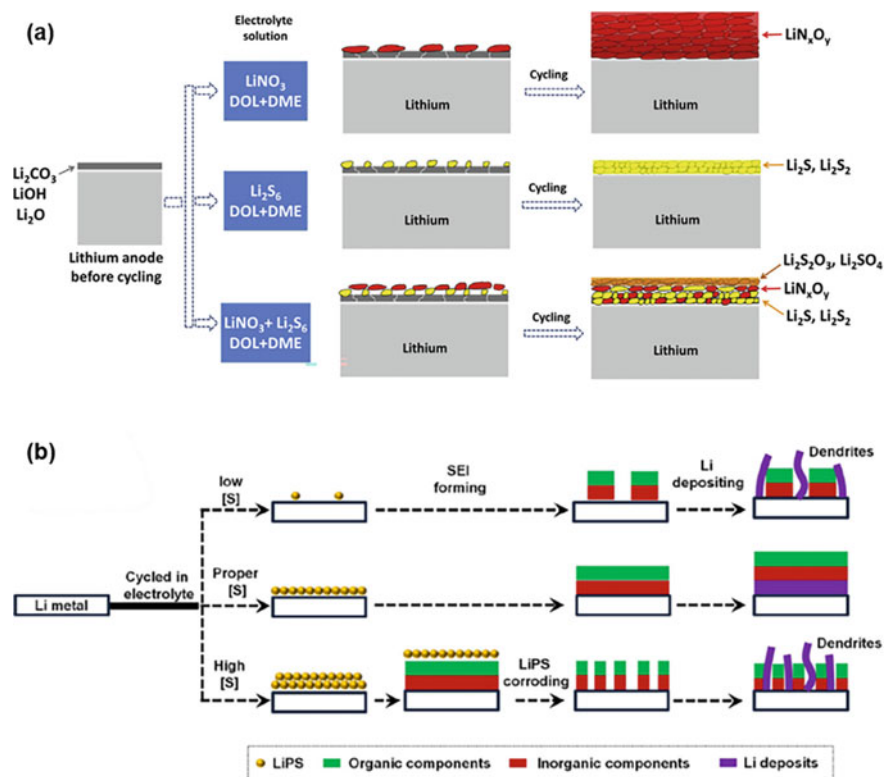 (a)
Electrolyte
solution
LiNO₃
DOL+DME
Lithium
Cycling
LiNₓOᵧ
Lithium
Li₂CO₃
LiOH
Li₂O
Lithium anode
before cycling
Li₂S₆
DOL+DME
Lithium
Cycling
Li₂S, Li₂S₂
Lithium
LiNO₃+ Li₂S₆
DOL+DME
Lithium
Cycling
Li₂S₂O₃, Li₂SO₄
LiNₓOᵧ
Li₂S, Li₂S₂
Lithium
(b)
low
[S]
SEI
forming
Li
depositing
Dendrites
Li metal
Cycled in
electrolyte
Proper
[S]
High
[S]
LiPS
corroding
Dendrites
LiPS
Organic components
Inorganic components
Li deposits